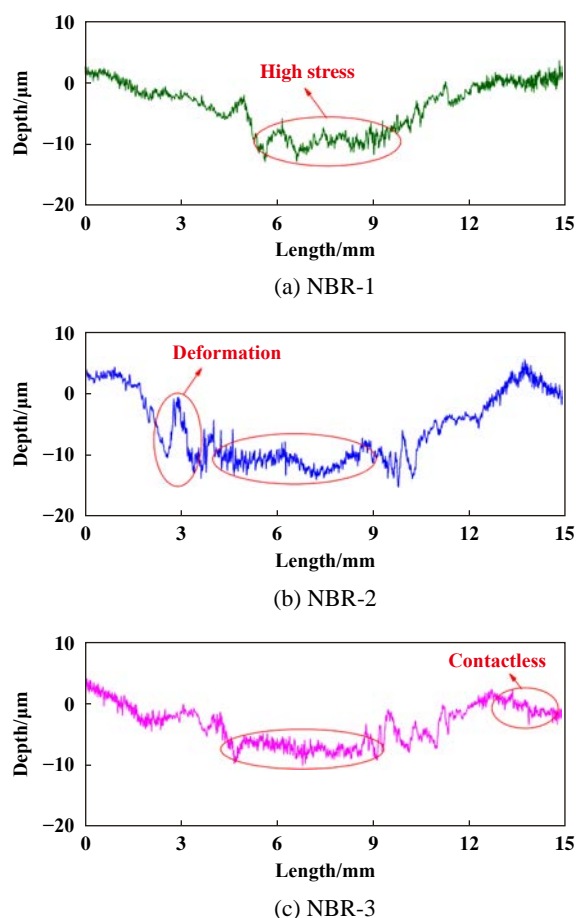 10
High stress
0
Depth/μm
−10
−20
0 3 6 9 12 15
Length/mm
(a) NBR-1
10
Deformation
0
Depth/μm
−10
−20
0 3 6 9 12 15
Length/mm
(b) NBR-2
10
Contactless
0
Depth/μm
−10
−20
0 3 6 9 12 15
Length/mm
(c) NBR-3